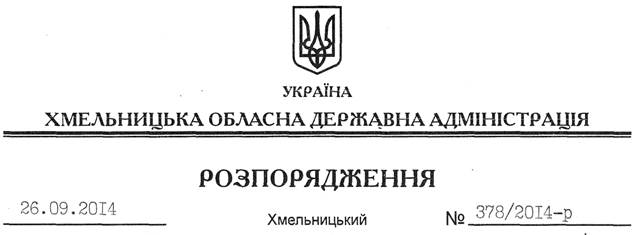 УКРАЇНА
ХМЕЛЬНИЦЬКА ОБЛАСНА ДЕРЖАВНА АДМІНІСТРАЦІЯ
РОЗПОРЯДЖЕННЯ
26.09.2014 Хмельницький № 378/2014-р